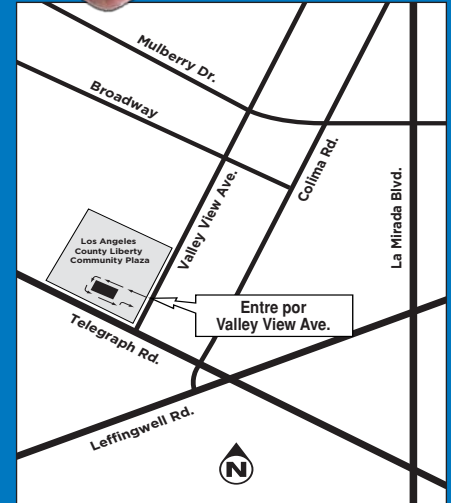 Mulberry Dr.
Broadway
Colima Rd.
La Mirada Blvd.
Valley View Ave.
Los Angeles
County Liberty
Community Plaza
Entre por
Valley View Ave.
Telegraph Rd.
Leffingwell Rd.
N